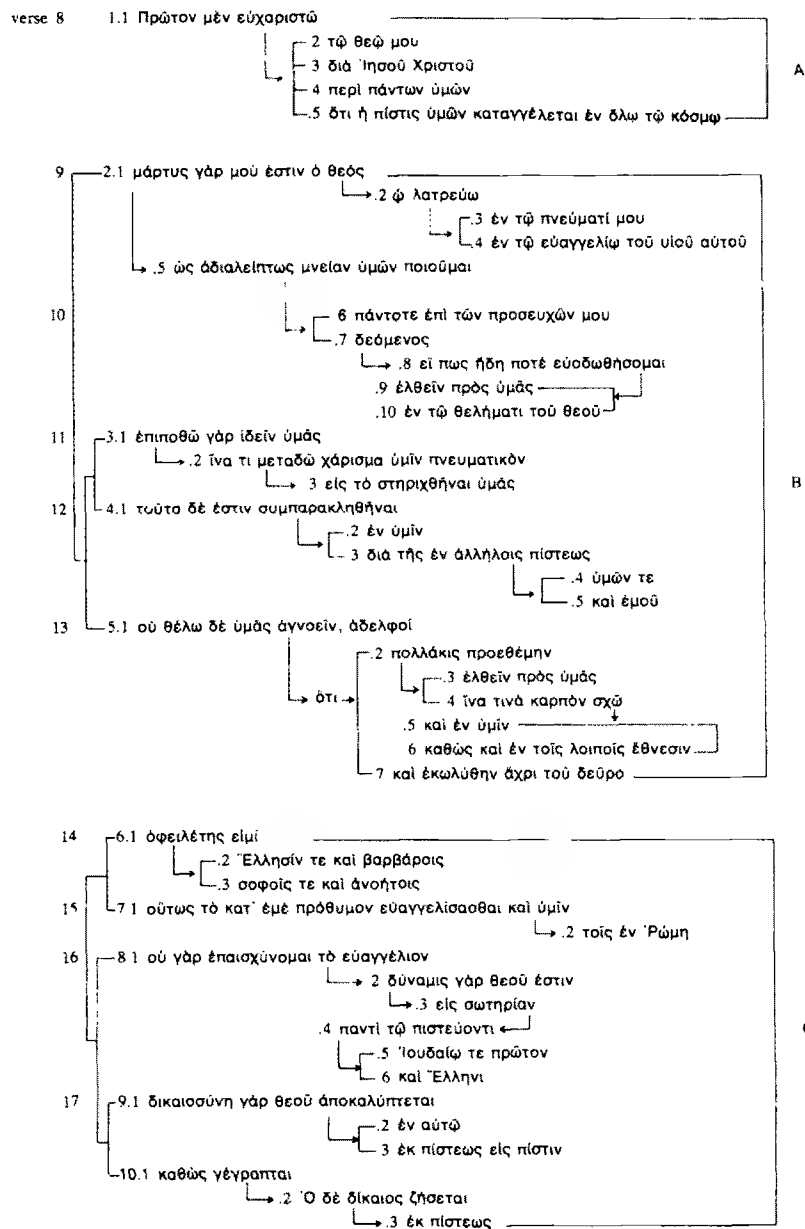 verse 8 1.1 Πρῶτον μὲν εὐχαριστῶ
2 τῷ θεῷ μου
3 διὰ Ἰησοῦ Χριστοῦ
.4 περὶ πάντων ὑμῶν
.5 ὅτι ἡ πίστις ὑμῶν καταγγέλεται ἐν ὅλῳ τῷ κόσμῳ
A
9 2.1 μάρτυς γάρ μού ἐστιν ὁ θεός
.2 ᾧ λατρεύω
.3 ἐν τῷ πνεύματί μου
.4 ἐν τῷ εὐαγγελίῳ τοῦ υἱοῦ αὐτοῦ
.5 ὡς ἀδιαλείπτως μνείαν ὑμῶν ποιοῦμαι
10 6 πάντοτε ἐπὶ τῶν προσευχῶν μου
.7 δεόμενος
.8 εἴ πως ἤδη ποτὲ εὐοδωθήσομαι
.9 ἐλθεῖν πρὸς ὑμᾶς
.10 ἐν τῷ θελήματι τοῦ θεοῦ
11 3.1 ἐπιποθῶ γὰρ ἰδεῖν ὑμᾶς
.2 ἵνα τι μεταδῶ χάρισμα ὑμῖν πνευματικὸν
3 εἰς τὸ στηριχθῆναι ὑμᾶς
B
12 4.1 τοῦτο δέ ἐστιν συμπαρακληθῆναι
.2 ἐν ὑμῖν
3 διὰ τῆς ἐν ἀλλήλοις πίστεως
.4 ὑμῶν τε
.5 καὶ ἐμοῦ
13 5.1 οὐ θέλω δὲ ὑμᾶς ἀγνοεῖν, ἀδελφοί
.2 πολλάκις προεθέμην
ὅτι
.3 ἐλθεῖν πρὸς ὑμᾶς
4 ἵνα τινὰ καρπὸν σχῶ
.5 καὶ ἐν ὑμῖν
6 καθὼς καὶ ἐν τοῖς λοιποῖς ἔθνεσιν
7 καὶ ἐκωλύθην ἄχρι τοῦ δεῦρο
14 6.1 ὀφειλέτης εἰμί
.2 Ἕλλησίν τε καὶ βαρβάροις
.3 σοφοῖς τε καὶ ἀνοήτοις
15 7.1 οὕτως τὸ κατ' ἐμὲ πρόθυμον εὐαγγελίσασθαι καὶ ὑμῖν
.2 τοῖς ἐν Ῥώμῃ
16 8.1 οὐ γὰρ ἐπαισχύνομαι τὸ εὐαγγέλιον
2 δύναμις γὰρ θεοῦ ἐστιν
.3 εἰς σωτηρίαν
.4 παντὶ τῷ πιστεύοντι
.5 Ἰουδαίῳ τε πρῶτον
6 καὶ Ἕλληνι
17 9.1 δικαιοσύνη γὰρ θεοῦ ἀποκαλύπτεται
.2 ἐν αὐτῷ
3 ἐκ πίστεως εἰς πίστιν
10.1 καθὼς γέγραπται
.2 Ὁ δὲ δίκαιος ζήσεται
.3 ἐκ πίστεως